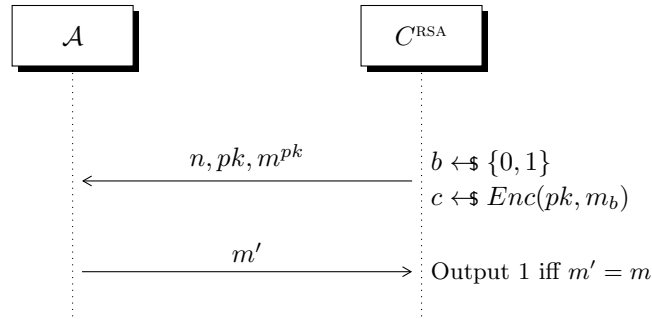 𝒜 C^RSA
n, pk, m^{pk}
b ←$ {0, 1}
c ←$ Enc(pk, m_b)
m′
Output 1 iff m′ = m